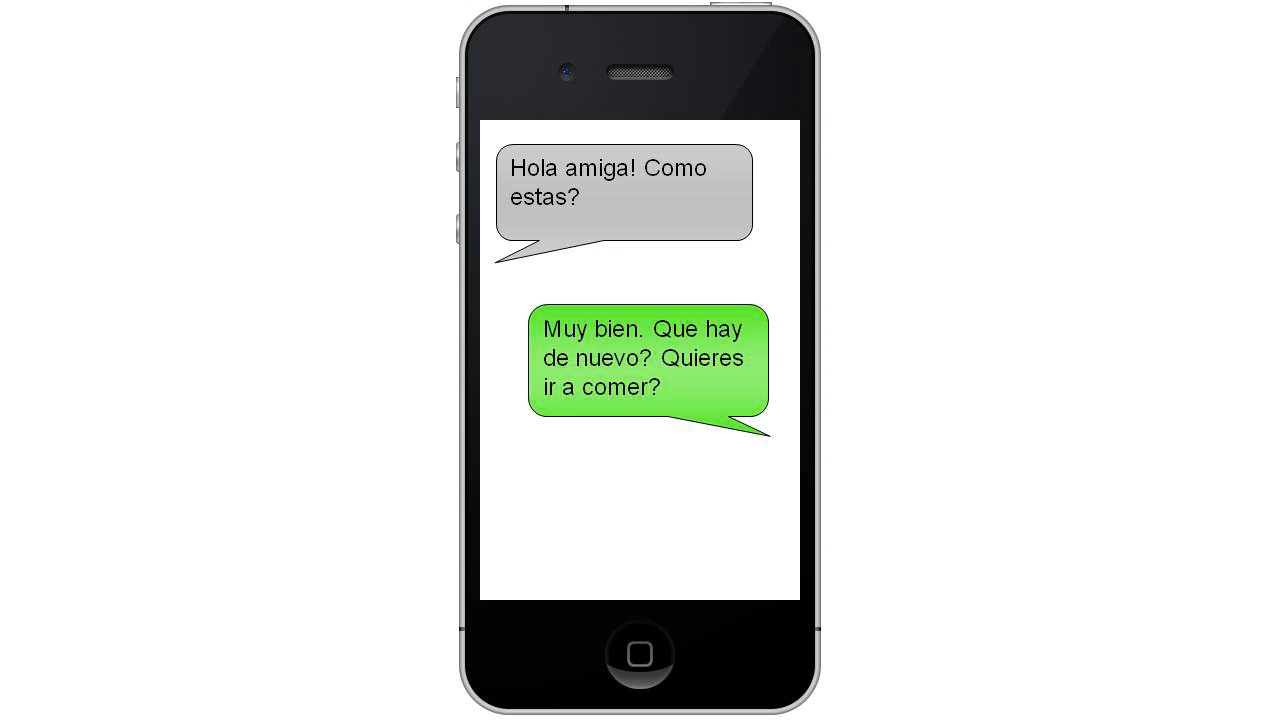 Hola amiga! Como
estas?
Muy bien. Que hay
de nuevo? Quieres
ir a comer?